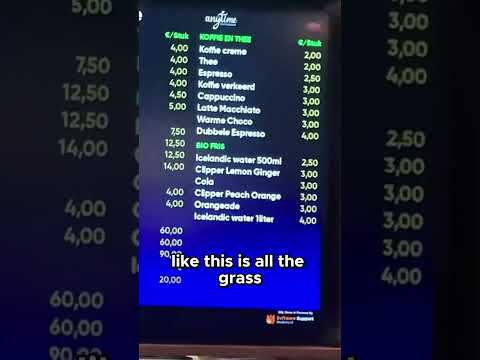 anytime
€/Stuk KOFFIE EN THEE €/Stuk
4,00 Koffie creme 2,00
4,00 Thee 2,00
4,00 Espresso 2,50
4,00 Koffie verkeerd 3,00
4,50 Cappuccino 3,00
5,00 Latte Macchiato 3,00
Warme Choco 3,00
7,50 Dubbele Espresso 4,00
12,50 BIO FRIS
12,50 Icelandic water 500ml 2,50
14,00 Clipper Lemon Ginger 3,00
Cola 3,00
4,00 Clipper Peach Orange 3,00
4,00 Orangeade 3,00
Icelandic water 1liter 4,00
60,00
60,00
90,00
20,00
like this is all the
grass
Software Support
7,50
12,50
12,50
14,00
4,00
4,00
60,00
60,00
90,00
3,00
3,00
4,00
2,50
3,00
3,00
3,00
3,00
4,00